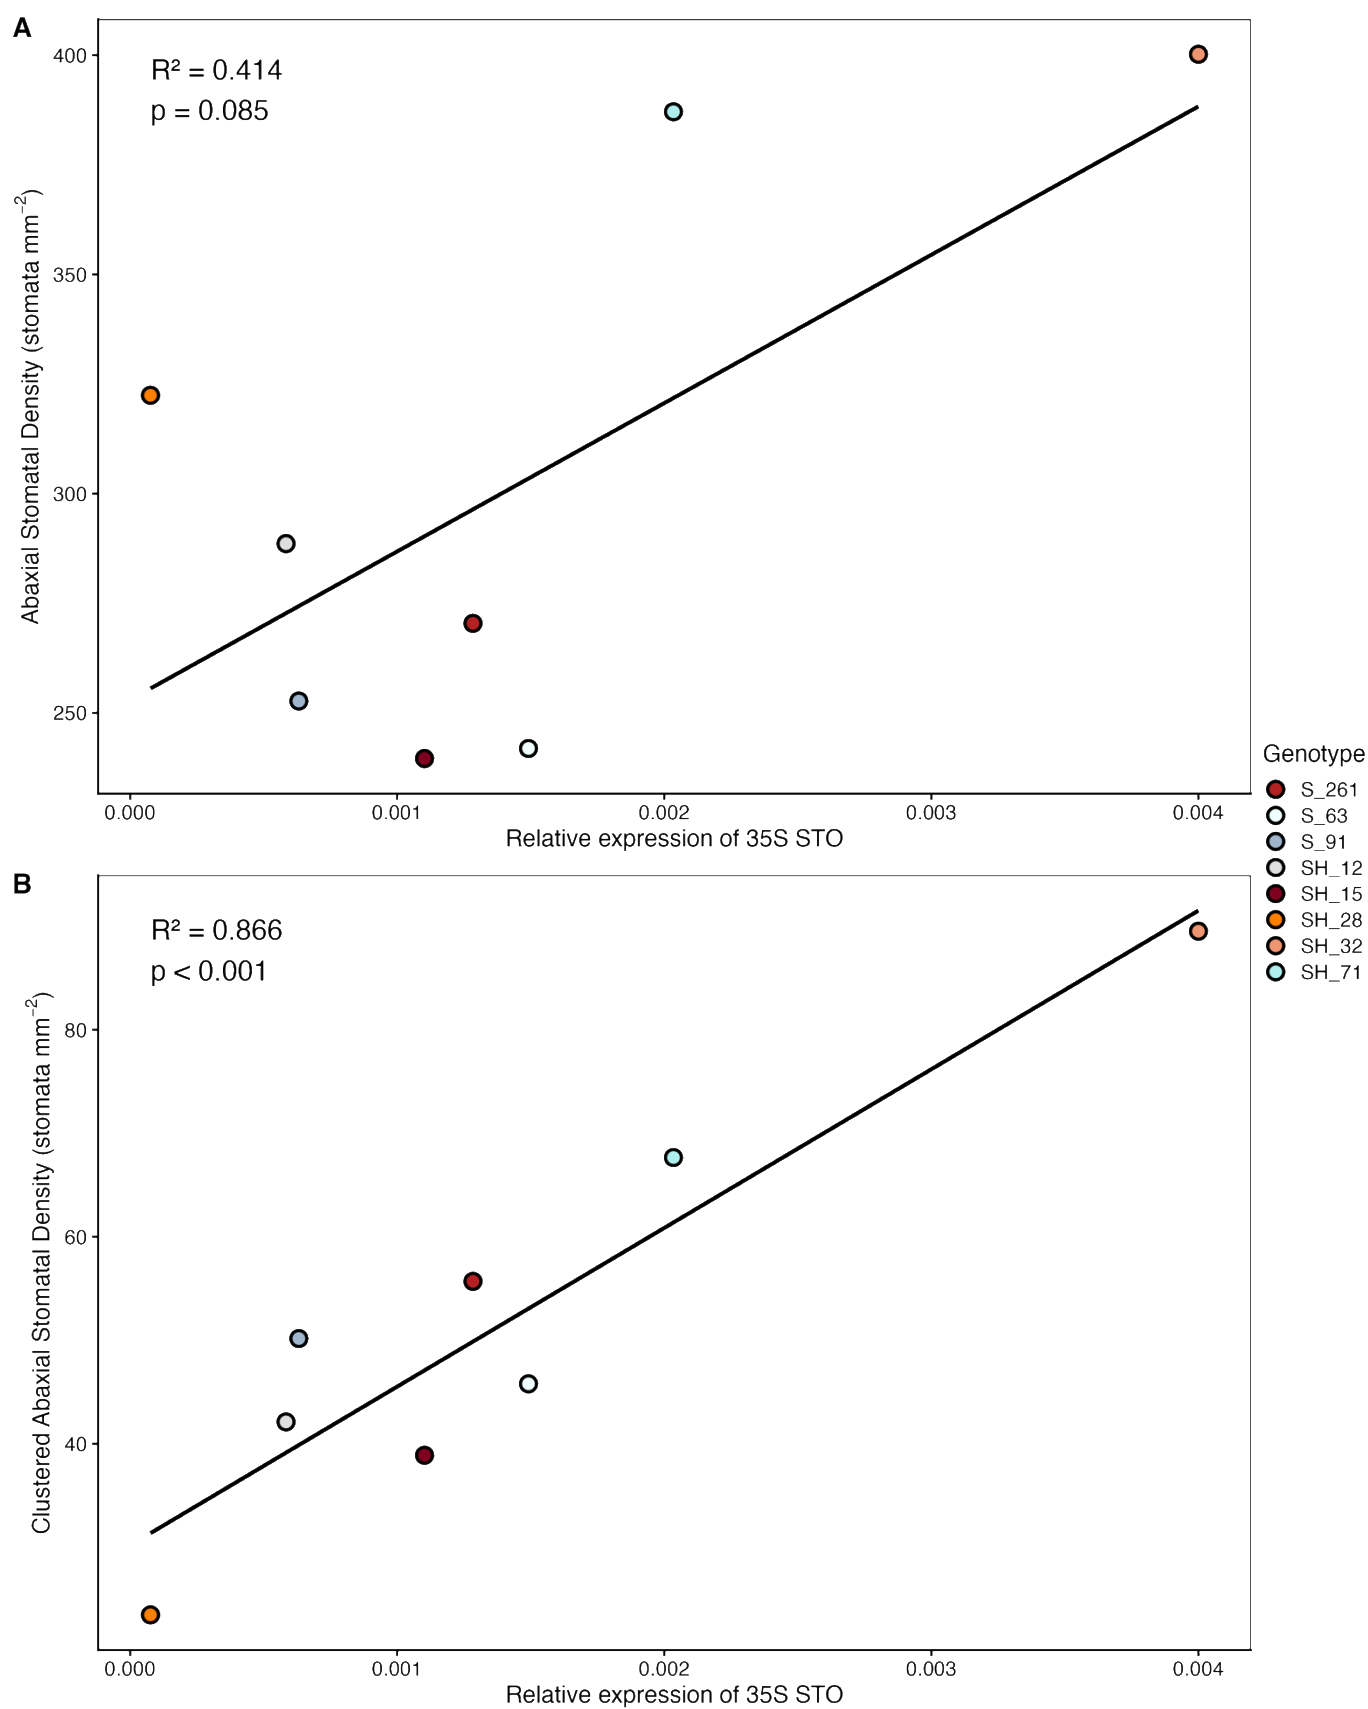 A
R² = 0.414
p = 0.085
Abaxial Stomatal Density (stomata mm⁻²)
400
350
300
250
0.000 0.001 0.002 0.003 0.004
Relative expression of 35S STO
Genotype
S_261
S_63
S_91
SH_12
SH_15
SH_28
SH_32
SH_71
B
R² = 0.866
p < 0.001
Clustered Abaxial Stomatal Density (stomata mm⁻²)
80
60
40
0.000 0.001 0.002 0.003 0.004
Relative expression of 35S STO